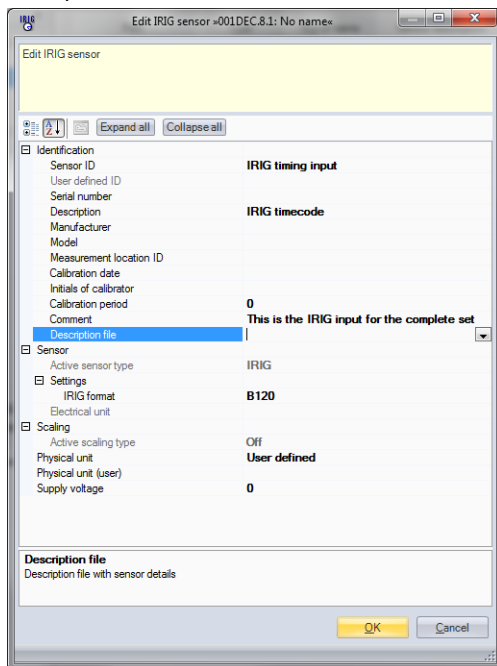 IRIG
Edit IRIG sensor »001DEC.8.1: No name«
Edit IRIG sensor
Expand all Collapse all
Identification
Sensor ID IRIG timing input
User defined ID
Serial number
Description IRIG timecode
Manufacturer
Model
Measurement location ID
Calibration date
Initials of calibrator
Calibration period 0
Comment This is the IRIG input for the complete set
Description file
Sensor
Active sensor type IRIG
Settings
IRIG format B120
Electrical unit
Scaling
Active scaling type Off
Physical unit User defined
Physical unit (user)
Supply voltage 0
Description file
Description file with sensor details
OK Cancel